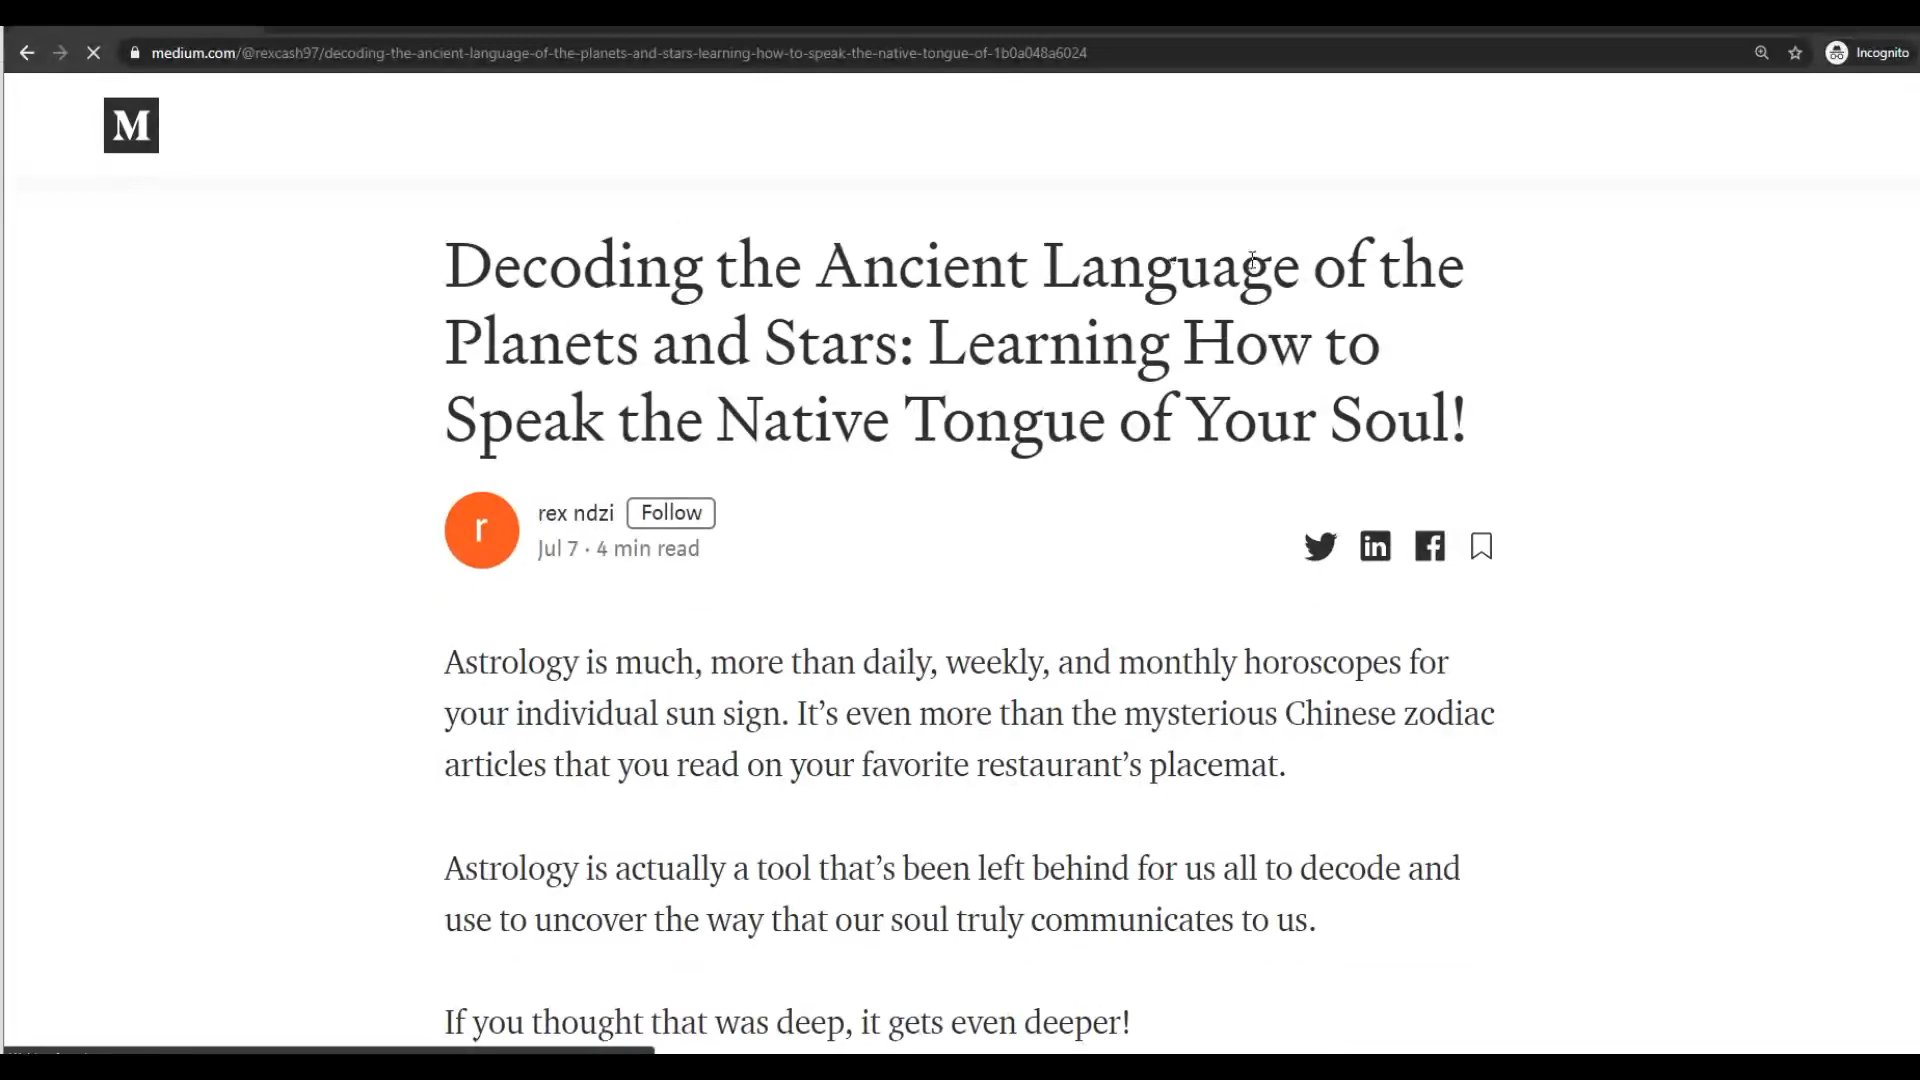 medium.com/@rexcash97/decoding-the-ancient-language-of-the-planets-and-stars-learning-how-to-speak-the-native-tongue-of-1b0a048a6024
Incognito
M
Decoding the Ancient Language of the
Planets and Stars: Learning How to
Speak the Native Tongue of Your Soul!
r
rex ndzi
Follow
Jul 7 · 4 min read
in
Astrology is much, more than daily, weekly, and monthly horoscopes for
your individual sun sign. It’s even more than the mysterious Chinese zodiac
articles that you read on your favorite restaurant’s placemat.
Astrology is actually a tool that’s been left behind for us all to decode and
use to uncover the way that our soul truly communicates to us.
If you thought that was deep, it gets even deeper!